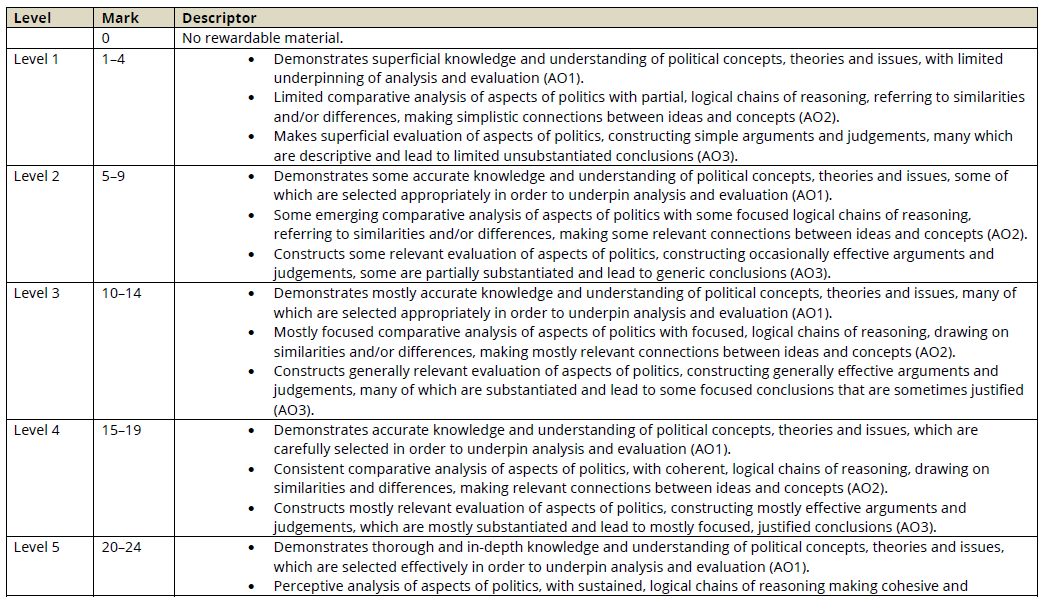 Level Mark Descriptor
0 No rewardable material.
Level 1 1–4 • Demonstrates superficial knowledge and understanding of political concepts, theories and issues, with limited
underpinning of analysis and evaluation (AO1).
• Limited comparative analysis of aspects of politics with partial, logical chains of reasoning, referring to similarities
and/or differences, making simplistic connections between ideas and concepts (AO2).
• Makes superficial evaluation of aspects of politics, constructing simple arguments and judgements, many which
are descriptive and lead to limited unsubstantiated conclusions (AO3).
Level 2 5–9 • Demonstrates some accurate knowledge and understanding of political concepts, theories and issues, some of
which are selected appropriately in order to underpin analysis and evaluation (AO1).
• Some emerging comparative analysis of aspects of politics with some focused logical chains of reasoning,
referring to similarities and/or differences, making some relevant connections between ideas and concepts (AO2).
• Constructs some relevant evaluation of aspects of politics, constructing occasionally effective arguments and
judgements, some are partially substantiated and lead to generic conclusions (AO3).
Level 3 10–14 • Demonstrates mostly accurate knowledge and understanding of political concepts, theories and issues, many of
which are selected appropriately in order to underpin analysis and evaluation (AO1).
• Mostly focused comparative analysis of aspects of politics with focused, logical chains of reasoning, drawing on
similarities and/or differences, making mostly relevant connections between ideas and concepts (AO2).
• Constructs generally relevant evaluation of aspects of politics, constructing generally effective arguments and
judgements, many of which are substantiated and lead to some focused conclusions that are sometimes justified
(AO3).
Level 4 15–19 • Demonstrates accurate knowledge and understanding of political concepts, theories and issues, which are
carefully selected in order to underpin analysis and evaluation (AO1).
• Consistent comparative analysis of aspects of politics, with coherent, logical chains of reasoning, drawing on
similarities and differences, making relevant connections between ideas and concepts (AO2).
• Constructs mostly relevant evaluation of aspects of politics, constructing mostly effective arguments and
judgements, which are mostly substantiated and lead to mostly focused, justified conclusions (AO3).
Level 5 20–24 • Demonstrates thorough and in-depth knowledge and understanding of political concepts, theories and issues,
which are selected effectively in order to underpin analysis and evaluation (AO1).
• Perceptive analysis of aspects of politics, with sustained, logical chains of reasoning making cohesive and